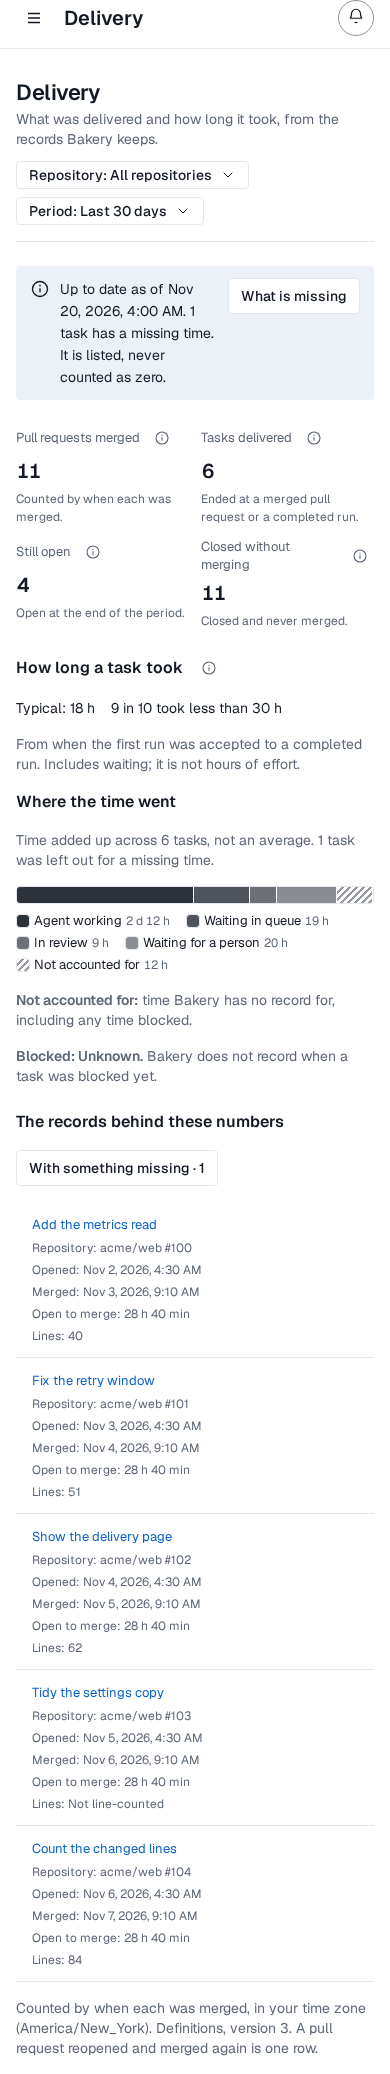 Delivery
Delivery
What was delivered and how long it took, from the
records Bakery keeps.
Repository: All repositories
Period: Last 30 days
Up to date as of Nov
20, 2026, 4:00 AM. 1
task has a missing time.
It is listed, never
counted as zero.
What is missing
Pull requests merged
11
Counted by when each was
merged.
Tasks delivered
6
Ended at a merged pull
request or a completed run.
Still open
4
Open at the end of the period.
Closed without
merging
11
Closed and never merged.
How long a task took
Typical: 18 h 9 in 10 took less than 30 h
From when the first run was accepted to a completed
run. Includes waiting; it is not hours of effort.
Where the time went
Time added up across 6 tasks, not an average. 1 task
was left out for a missing time.
Agent working 2 d 12 h Waiting in queue 19 h
In review 9 h Waiting for a person 20 h
Not accounted for 12 h
Not accounted for: time Bakery has no record for,
including any time blocked.
Blocked: Unknown. Bakery does not record when a
task was blocked yet.
The records behind these numbers
With something missing · 1
Add the metrics read
Repository: acme/web #100
Opened: Nov 2, 2026, 4:30 AM
Merged: Nov 3, 2026, 9:10 AM
Open to merge: 28 h 40 min
Lines: 40
Fix the retry window
Repository: acme/web #101
Opened: Nov 3, 2026, 4:30 AM
Merged: Nov 4, 2026, 9:10 AM
Open to merge: 28 h 40 min
Lines: 51
Show the delivery page
Repository: acme/web #102
Opened: Nov 4, 2026, 4:30 AM
Merged: Nov 5, 2026, 9:10 AM
Open to merge: 28 h 40 min
Lines: 62
Tidy the settings copy
Repository: acme/web #103
Opened: Nov 5, 2026, 4:30 AM
Merged: Nov 6, 2026, 9:10 AM
Open to merge: 28 h 40 min
Lines: Not line-counted
Count the changed lines
Repository: acme/web #104
Opened: Nov 6, 2026, 4:30 AM
Merged: Nov 7, 2026, 9:10 AM
Open to merge: 28 h 40 min
Lines: 84
Counted by when each was merged, in your time zone
(America/New_York). Definitions, version 3. A pull
request reopened and merged again is one row.